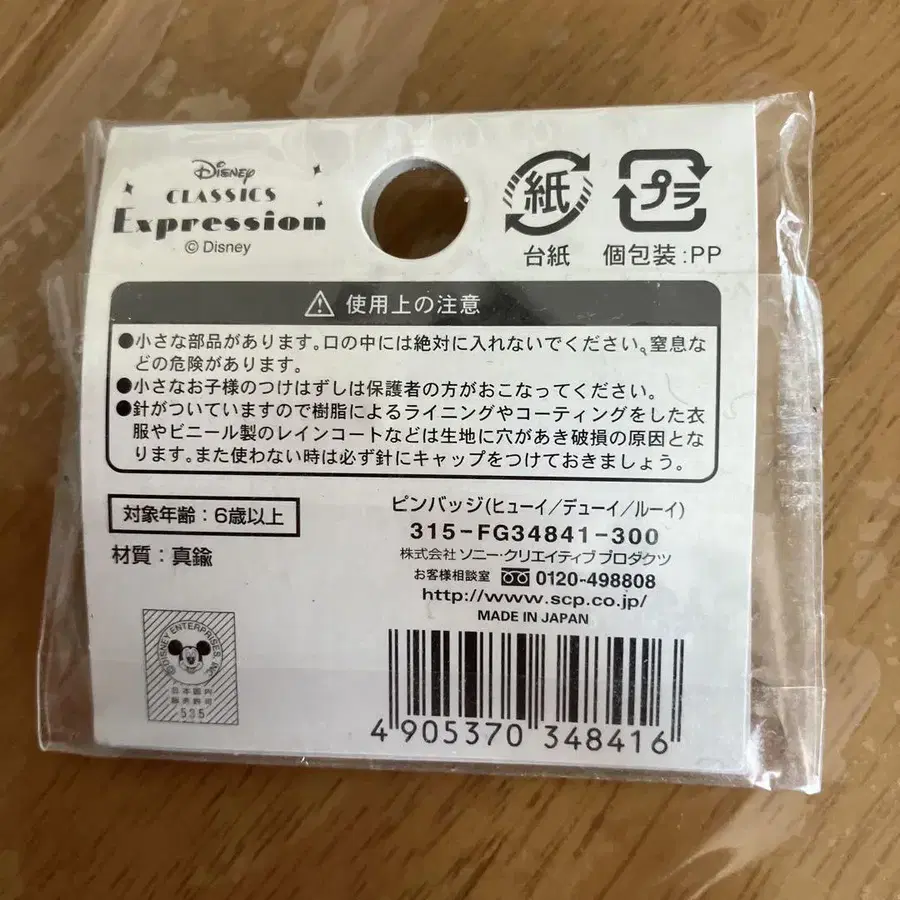 Disney
CLASSICS
Expression
© Disney
紙
プラ
台紙
個包装:PP
⚠ 使用上の注意
●小さな部品があります。口の中には絶対に入れないでください。窒息な
どの危険があります。
●小さなお子様のつけはずしは保護者の方がおこなってください。
●針がついていますので樹脂によるライニングやコーティングをした衣
服やビニール製のレインコートなどは生地に穴があき破損の原因とな
ります。また使わない時は必ず針にキャップをつけておきましょう。
対象年齢:6歳以上
材質:真鍮
ピンバッジ(ヒューイ/デューイ/ルーイ)
315-FG34841-300
株式会社 ソニー・クリエイティブ プロダクツ
お客様相談室 0120-498808
http://www.scp.co.jp/
MADE IN JAPAN
©DISNEY ENTERPRISES, INC.
日本国内
販売許可
535
4 905370 348416